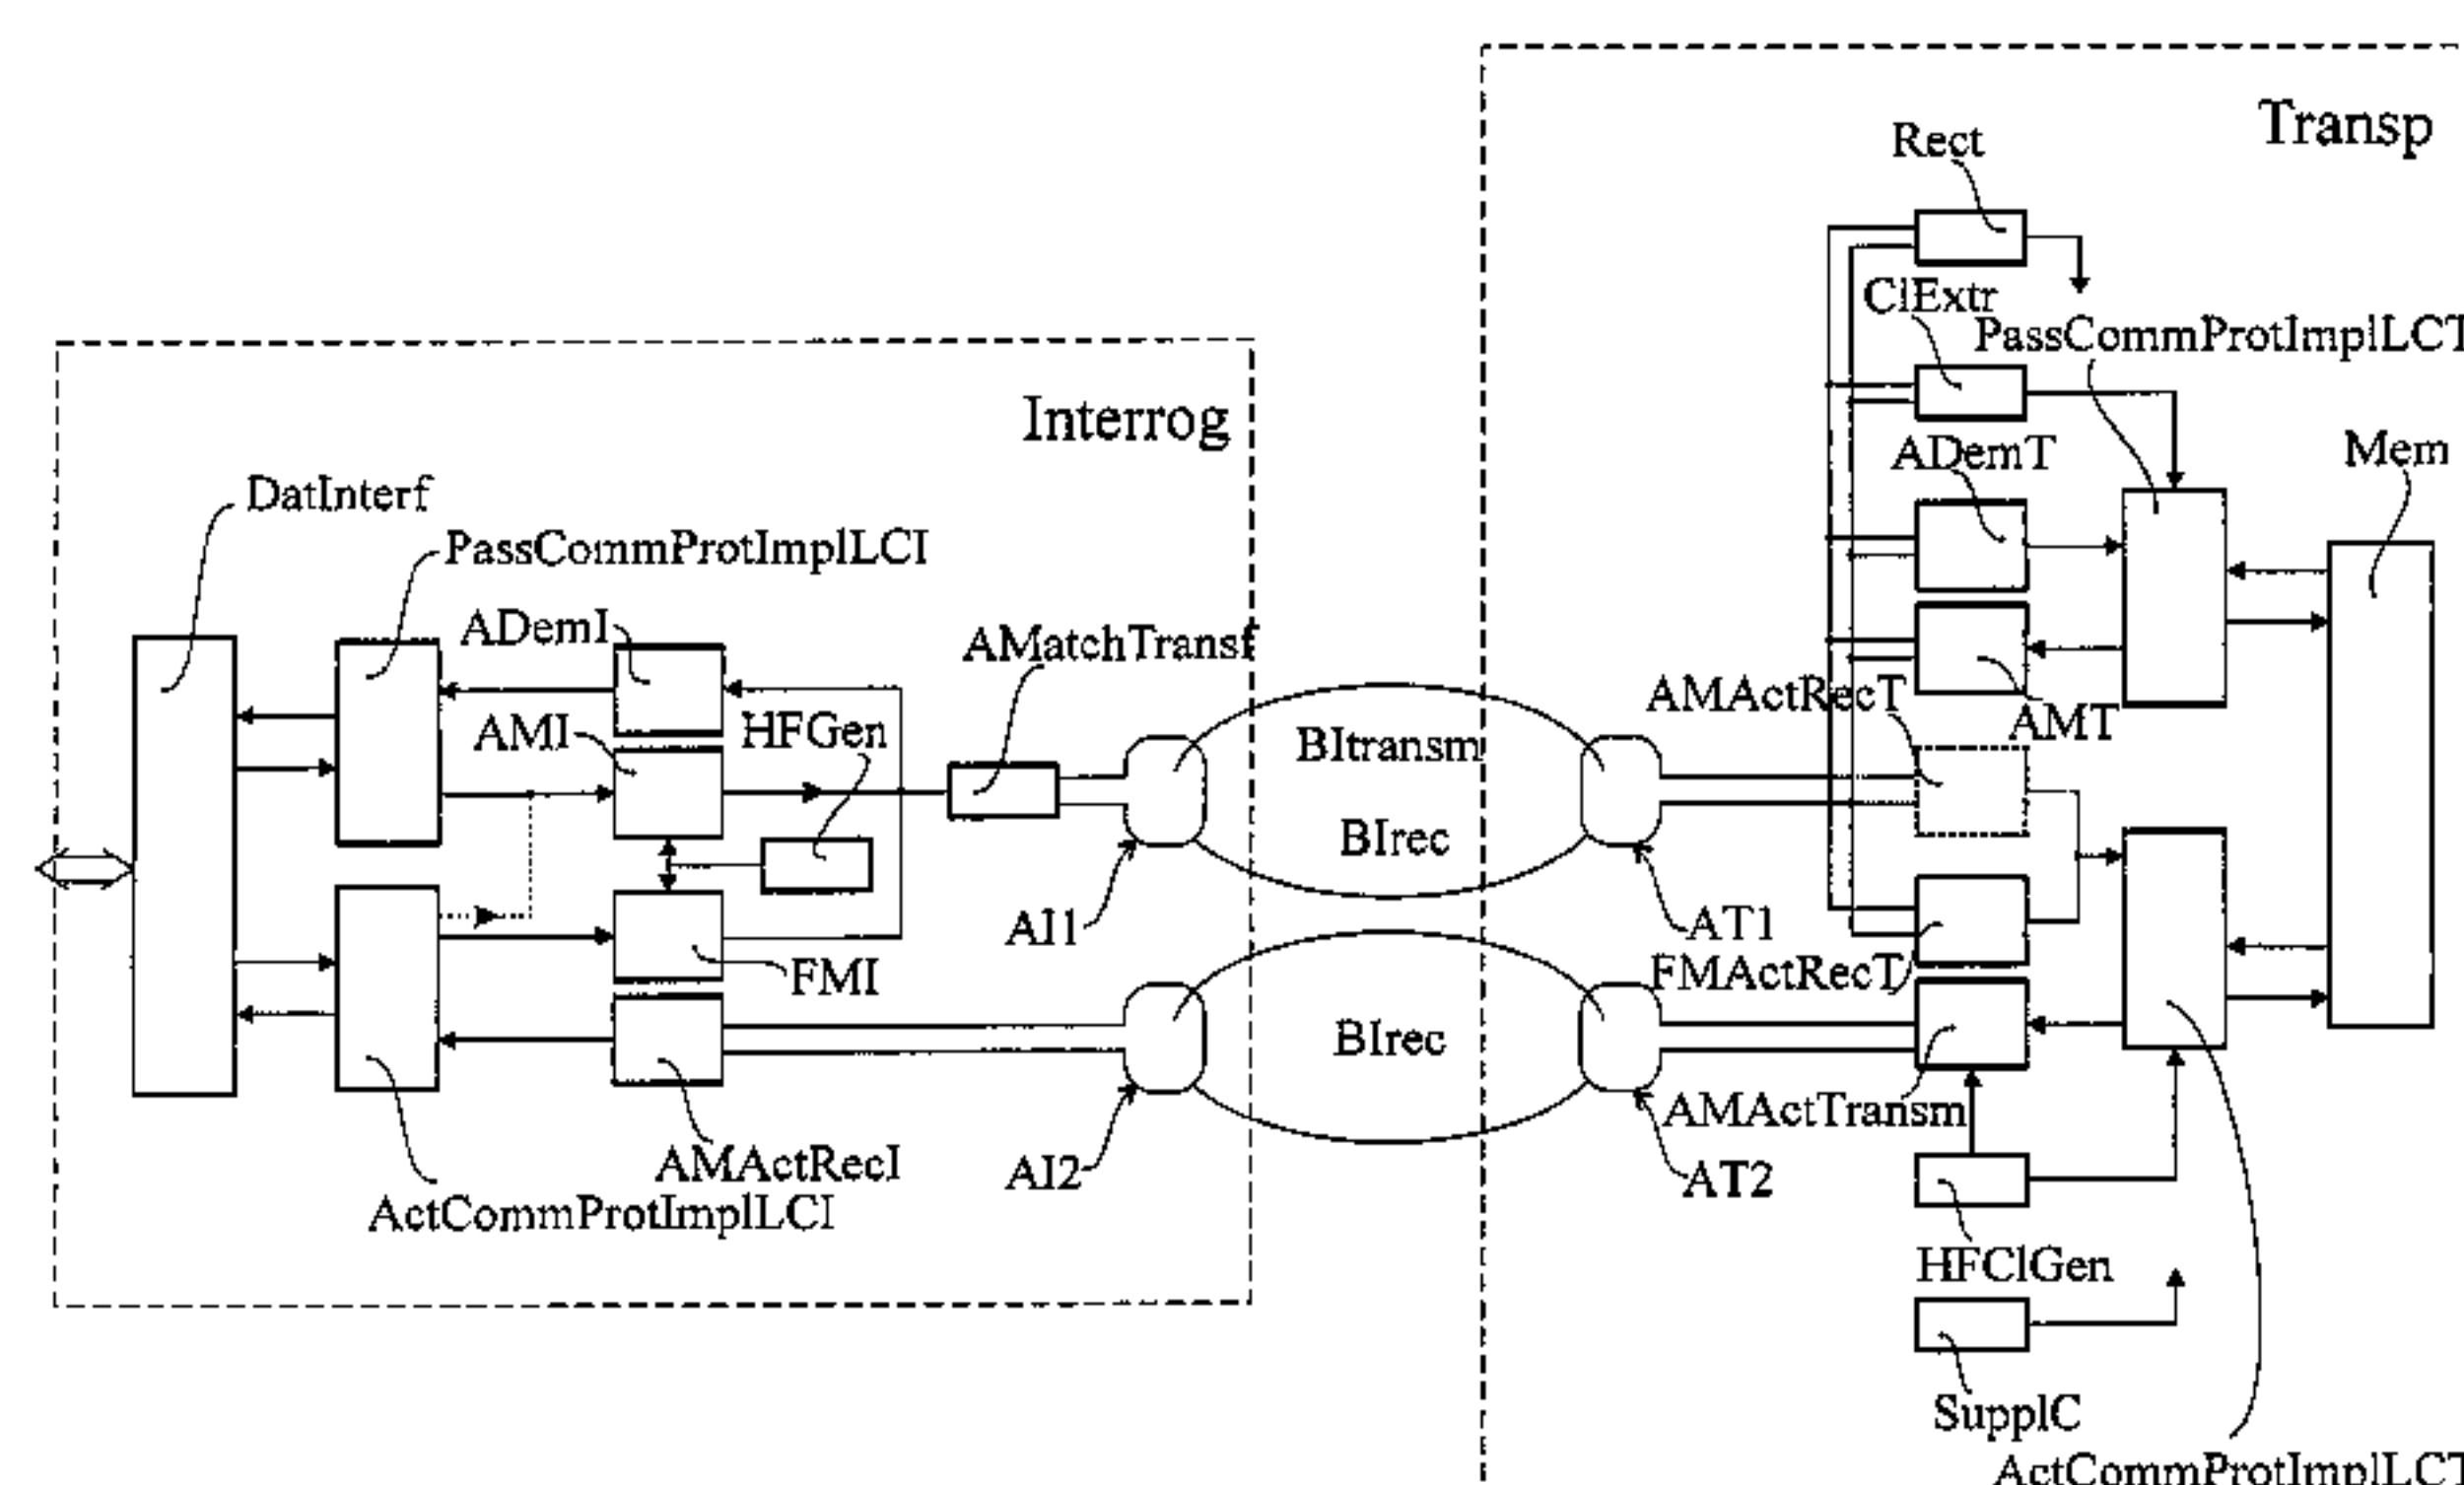 Transp
Rect
ClExtr
PassCommProtImplLCT
Interrog
ADemT
Mem
DatInterf
PassCommProtImplLCI
ADemI
AMatchTransf
AMActRecT
AMI
HFGen
BItransm
AMT
BIrec
AI1
AT1
FMI
FMActRecT
BIrec
AMActTransm
AMActRecI
AI2
AT2
ActCommProtImplLCI
HFClGen
SupplC
ActCommProtImplLCT